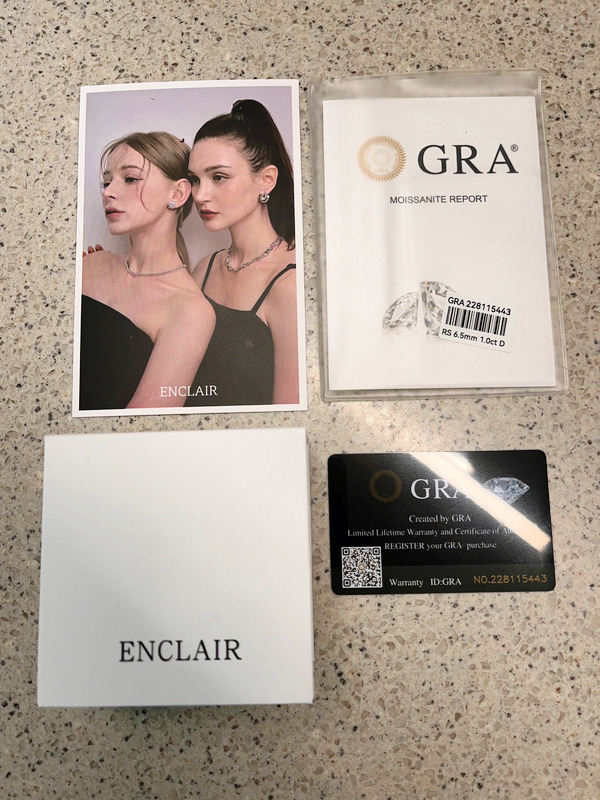 ENCLAIR
GRA®
MOISSANITE REPORT
GRA 228115443
RS 6.5mm 1.0ct D
ENCLAIR
GRA
Created by GRA
Limited Lifetime Warranty and Certificate of
REGISTER your GRA purchase
Warranty ID:GRA NO.228115443